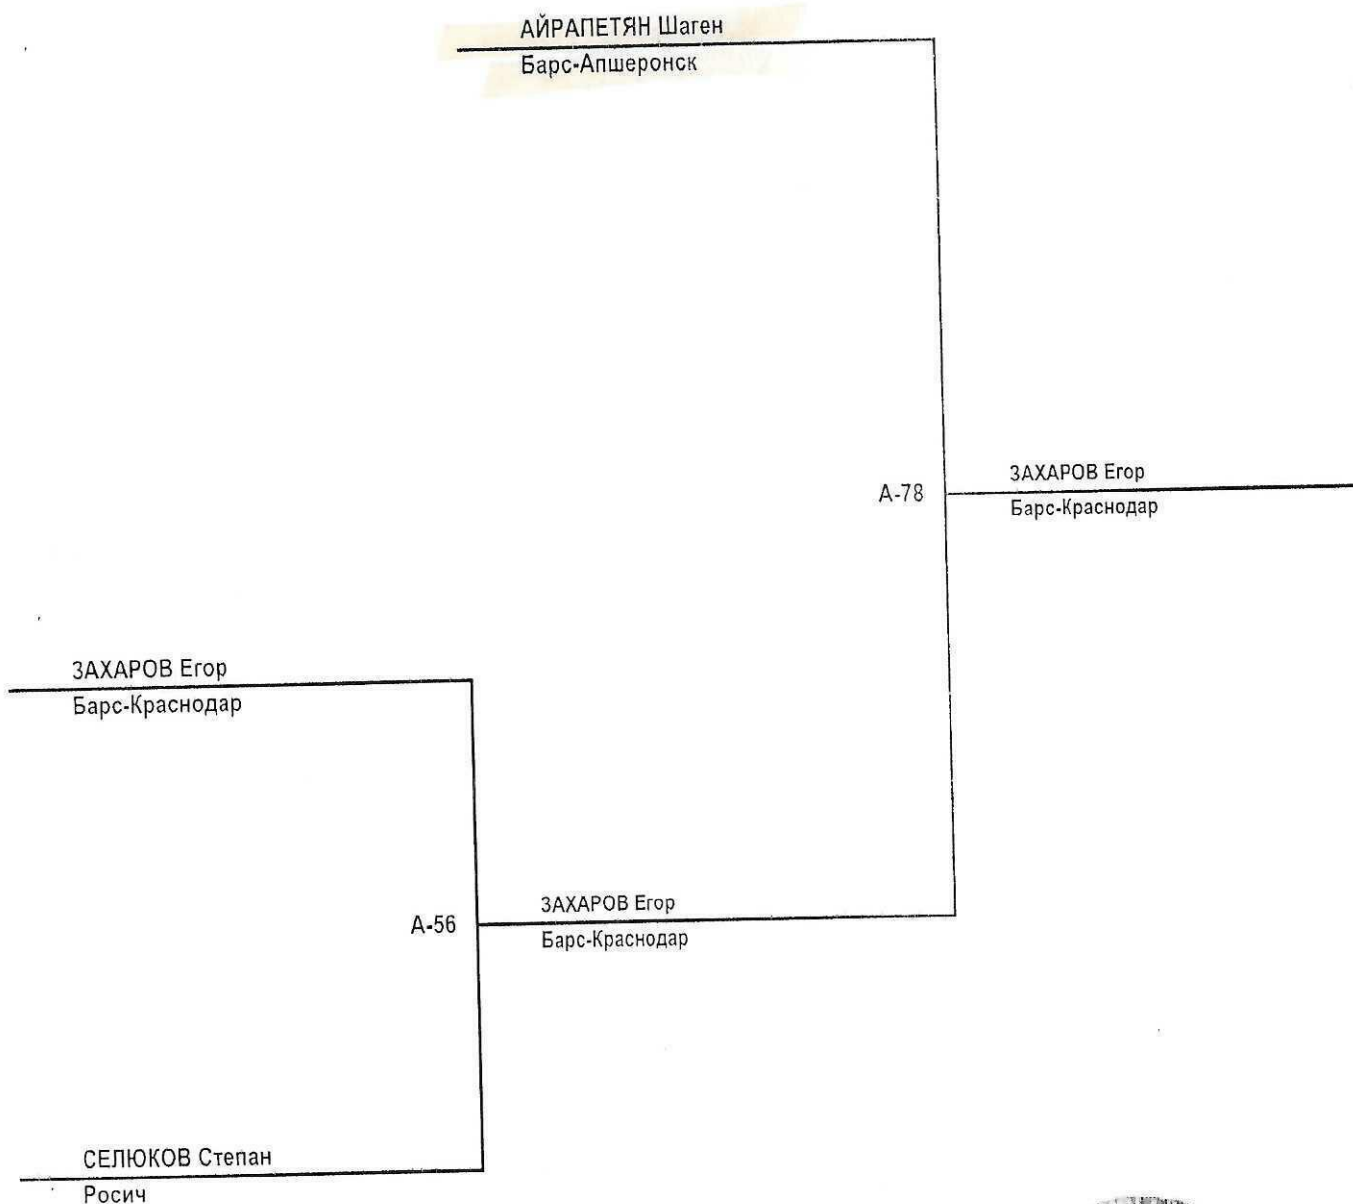 АЙРАПЕТЯН Шаген
Барс-Апшеронск
А-78
ЗАХАРОВ Егор
Барс-Краснодар
ЗАХАРОВ Егор
Барс-Краснодар
А-56
ЗАХАРОВ Егор
Барс-Краснодар
СЕЛЮКОВ Степан
Росич